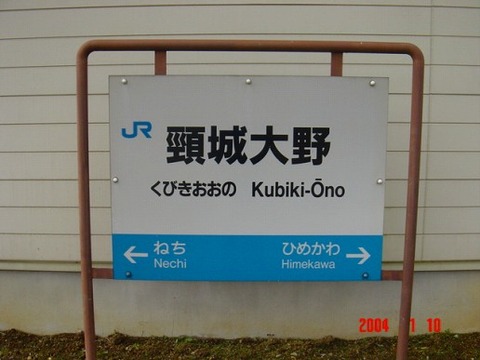 JR
頸城大野
くびきおおの Kubiki-Ōno
← ねち ひめかわ →
Nechi Himekawa
2004 1 10